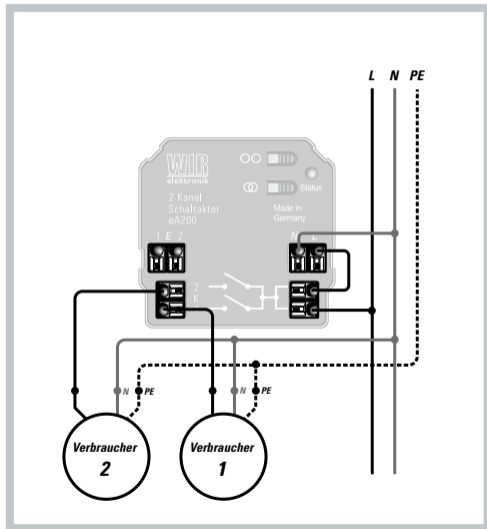 L N PE
WIR
elektronik
2 Kanal
Schaltaktor
eA200
Status
Made in
Germany
1 E 2
N L
2
1
N PE
N PE
Verbraucher
2
Verbraucher
1